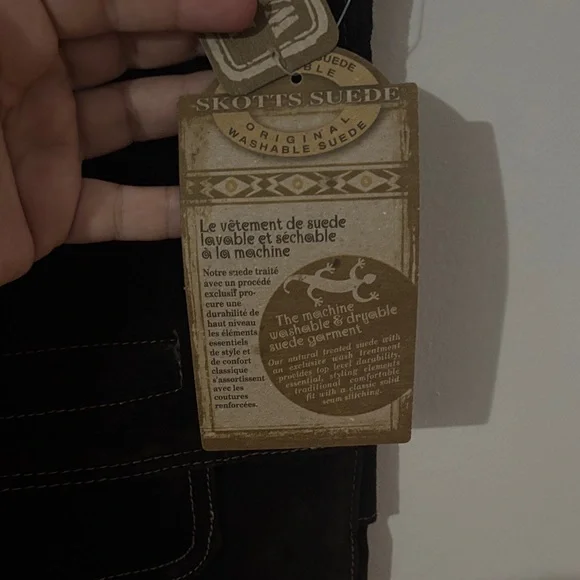 SUEDE
BLE
SKOTTS SUEDE
ORIGINAL
WASHABLE SUEDE
Le vêtement de suede
lavable et séchable
à la machine
Notre suede traité
avec un procédé
exclusif pro-
cure une
durabilité de
haut niveau
les éléments
essentiels
de style et
de confort
classique
s'assortissent
avec les
coutures
renforcées.
The machine
washable & dryable
suede garment
Our natural treated suede with
an exclusive wash treatment
provides top level durability,
essential, styling elements
traditional comfortable
fit with a classic solid
seam stitching.